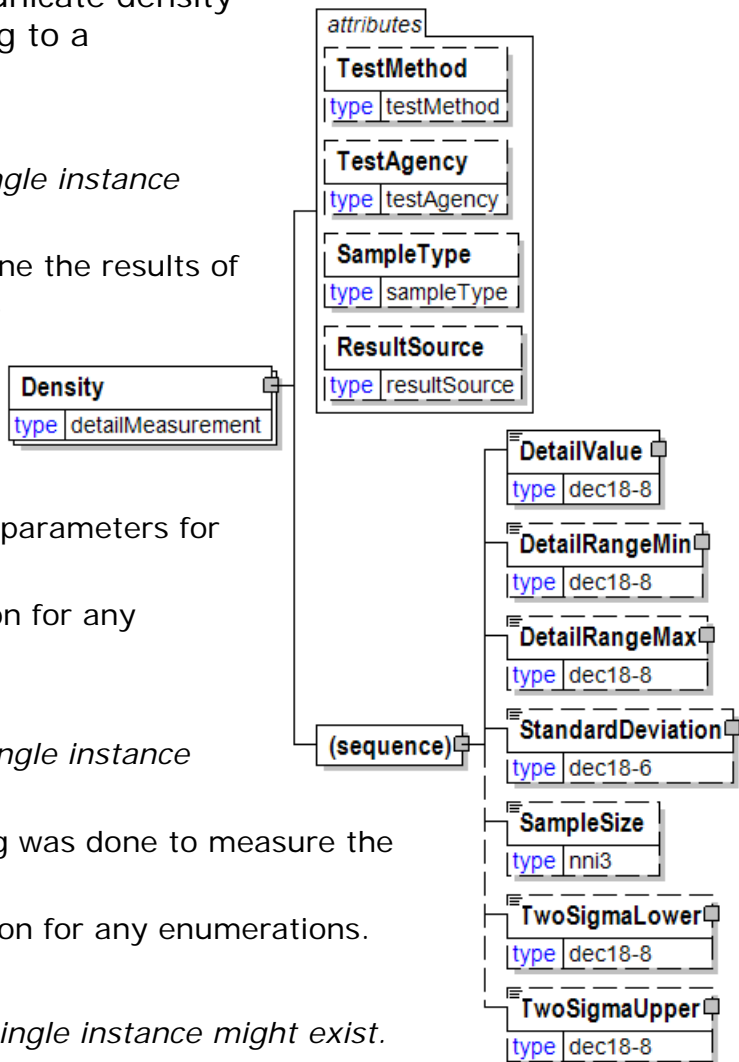 unicate density
g to a
ngle instance
ne the results of
parameters for
on for any
ngle instance
g was done to measure the
on for any enumerations.
ingle instance might exist.
attributes
TestMethod
type testMethod
TestAgency
type testAgency
SampleType
type sampleType
ResultSource
type resultSource
Density
type detailMeasurement
(sequence)
DetailValue
type dec18-8
DetailRangeMin
type dec18-8
DetailRangeMax
type dec18-8
StandardDeviation
type dec18-6
SampleSize
type nni3
TwoSigmaLower
type dec18-8
TwoSigmaUpper
type dec18-8